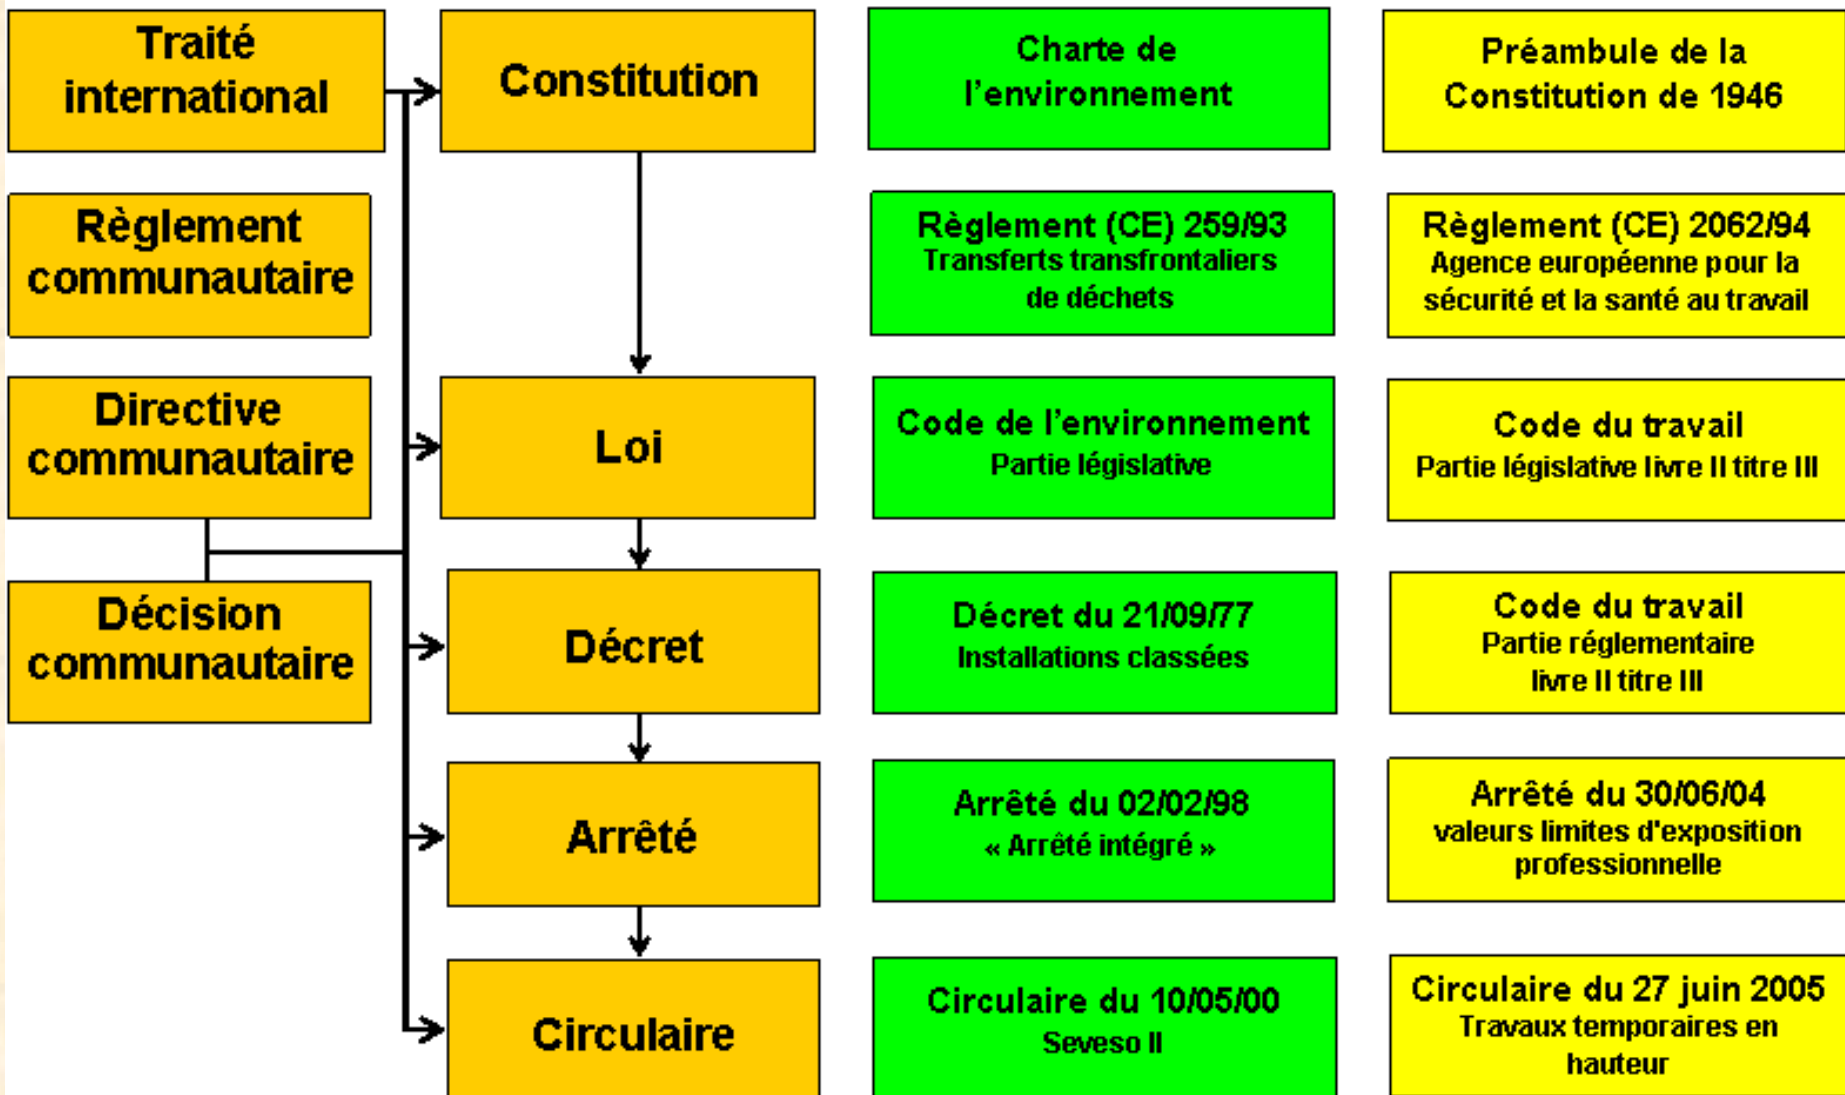 Traité
international
Constitution
Charte de
l'environnement
Préambule de la
Constitution de 1946
Règlement
communautaire
Règlement (CE) 259/93
Transferts transfrontaliers
de déchets
Règlement (CE) 2062/94
Agence européenne pour la
sécurité et la santé au travail
Directive
communautaire
Loi
Code de l'environnement
Partie législative
Code du travail
Partie législative livre II titre III
Décision
communautaire
Décret
Décret du 21/09/77
Installations classées
Code du travail
Partie réglementaire
livre II titre III
Arrêté
Arrêté du 02/02/98
« Arrêté intégré »
Arrêté du 30/06/04
valeurs limites d'exposition
professionnelle
Circulaire
Circulaire du 10/05/00
Seveso II
Circulaire du 27 juin 2005
Travaux temporaires en
hauteur